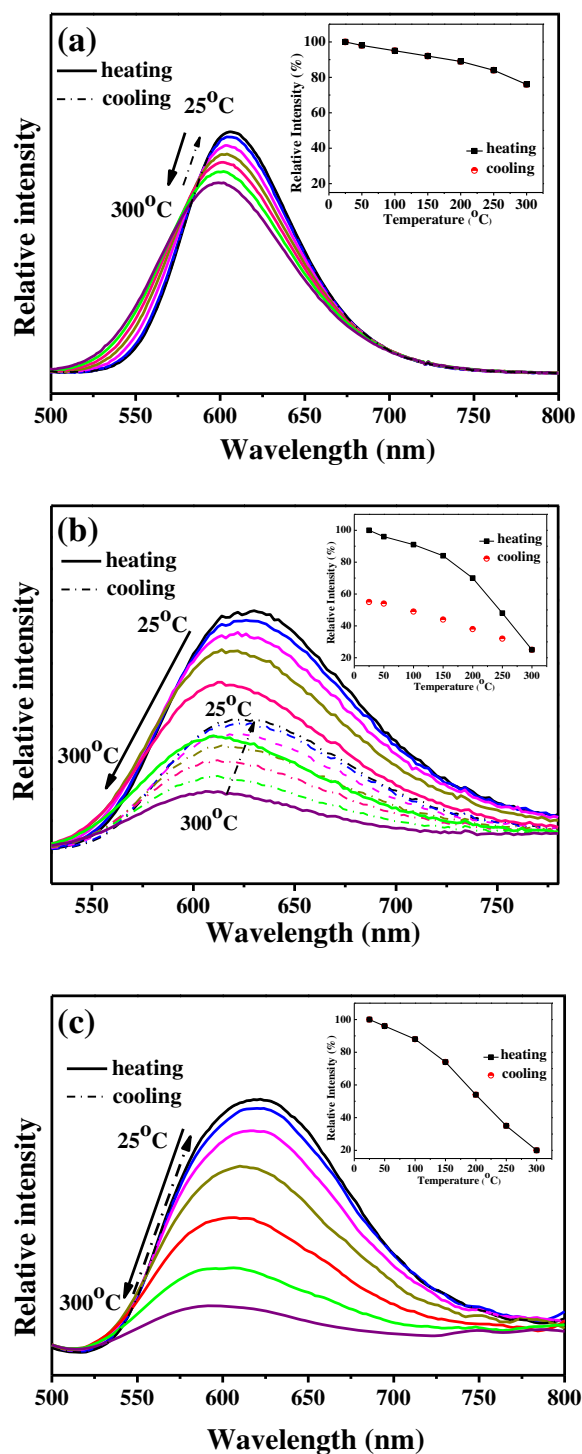 (a)
heating
cooling
25°C
300°C
Relative intensity
500 550 600 650 700 750 800
Wavelength (nm)
Relative Intensity (%)
100
80
60
40
20
0 50 100 150 200 250 300
Temperature (°C)
heating
cooling
(b)
heating
cooling
25°C
300°C
25°C
300°C
Relative intensity
550 600 650 700 750
Wavelength (nm)
Relative Intensity (%)
100
80
60
40
20
0 50 100 150 200 250 300
Temperature (°C)
heating
cooling
(c)
heating
cooling
25°C
300°C
Relative intensity
500 550 600 650 700 750 800
Wavelength (nm)
Relative Intensity (%)
100
80
60
40
20
0 50 100 150 200 250 300
Temperature (°C)
heating
cooling